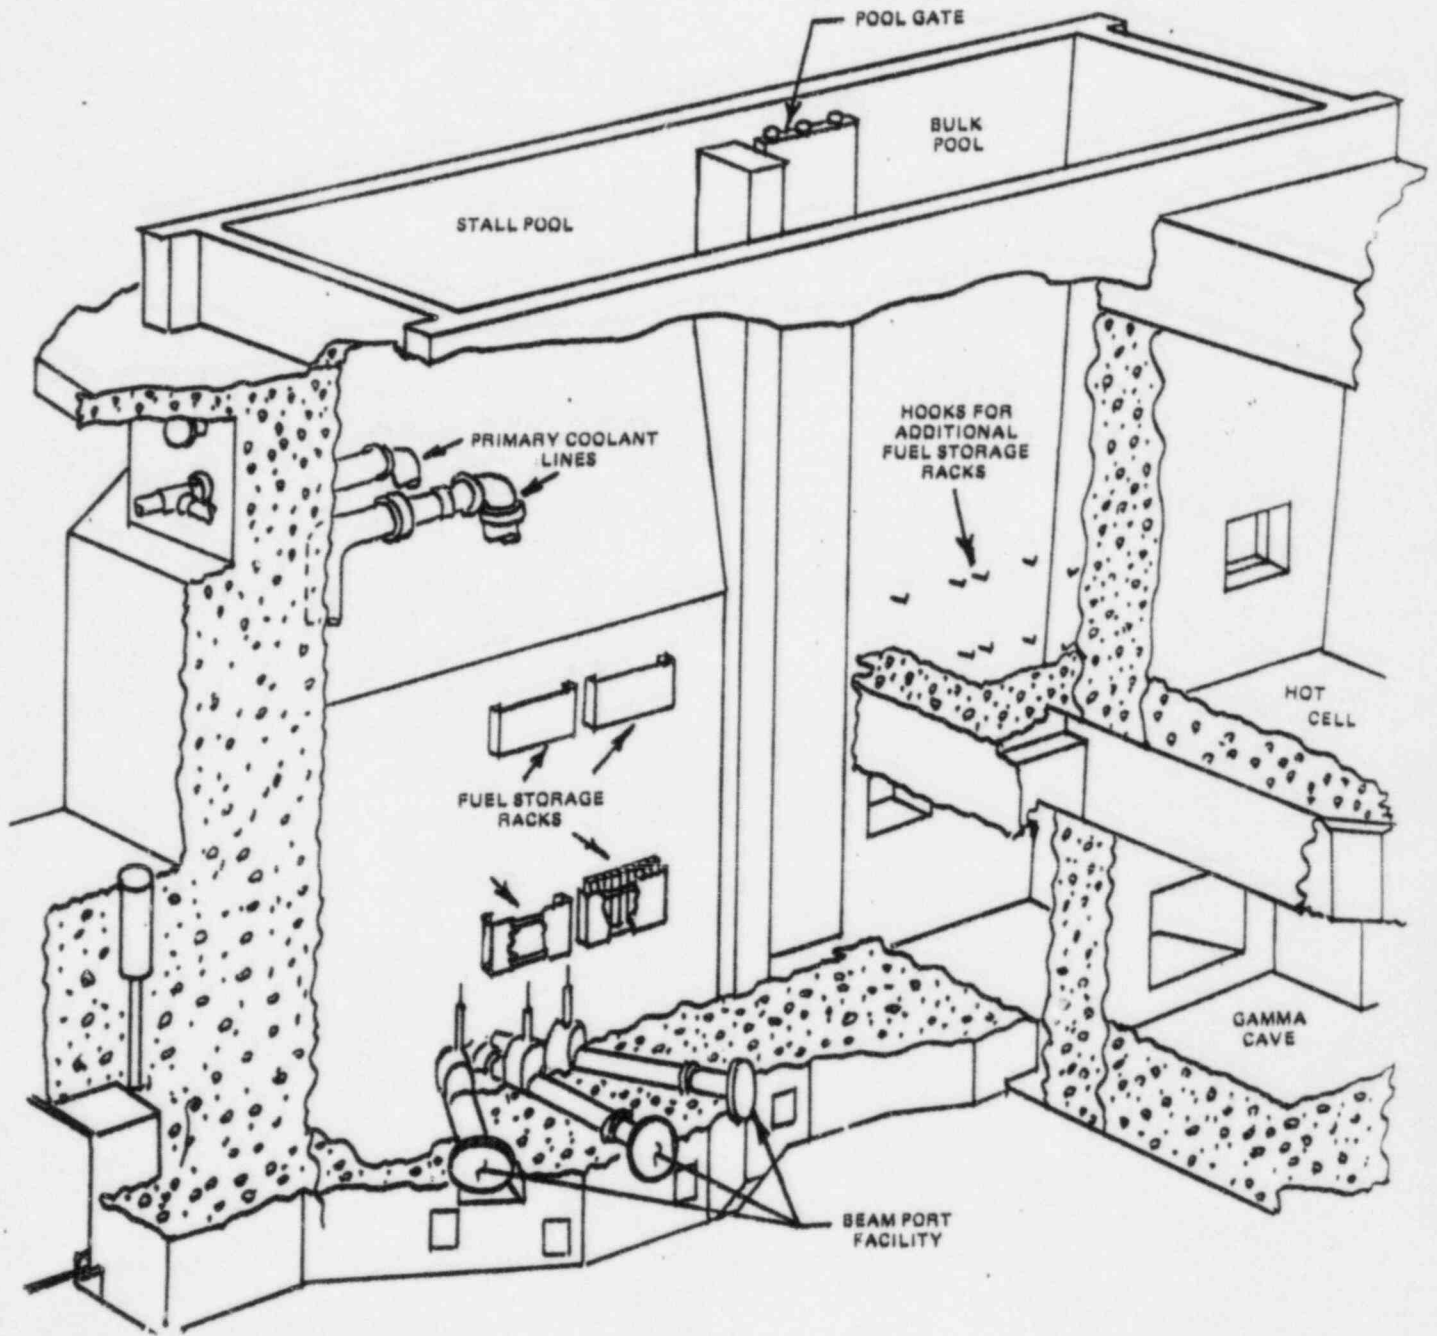 POOL GATE
BULK
POOL
STALL POOL
PRIMARY COOLANT
LINES
HOOKS FOR
ADDITIONAL
FUEL STORAGE
RACKS
HOT
CELL
FUEL STORAGE
RACKS
GAMMA
CAVE
BEAM PORT
FACILITY